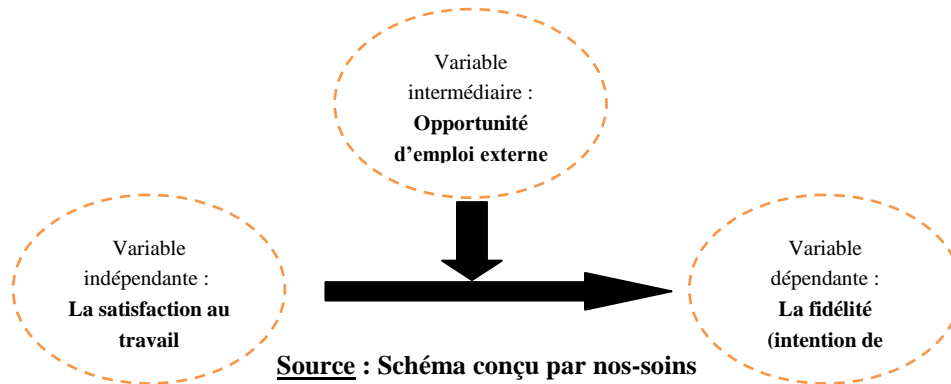 Variable
intermédiaire :
Opportunité
d'emploi externe
Variable
indépendante :
La satisfaction au
travail
Variable
dépendante :
La fidélité
(intention de
Source : Schéma conçu par nos-soins